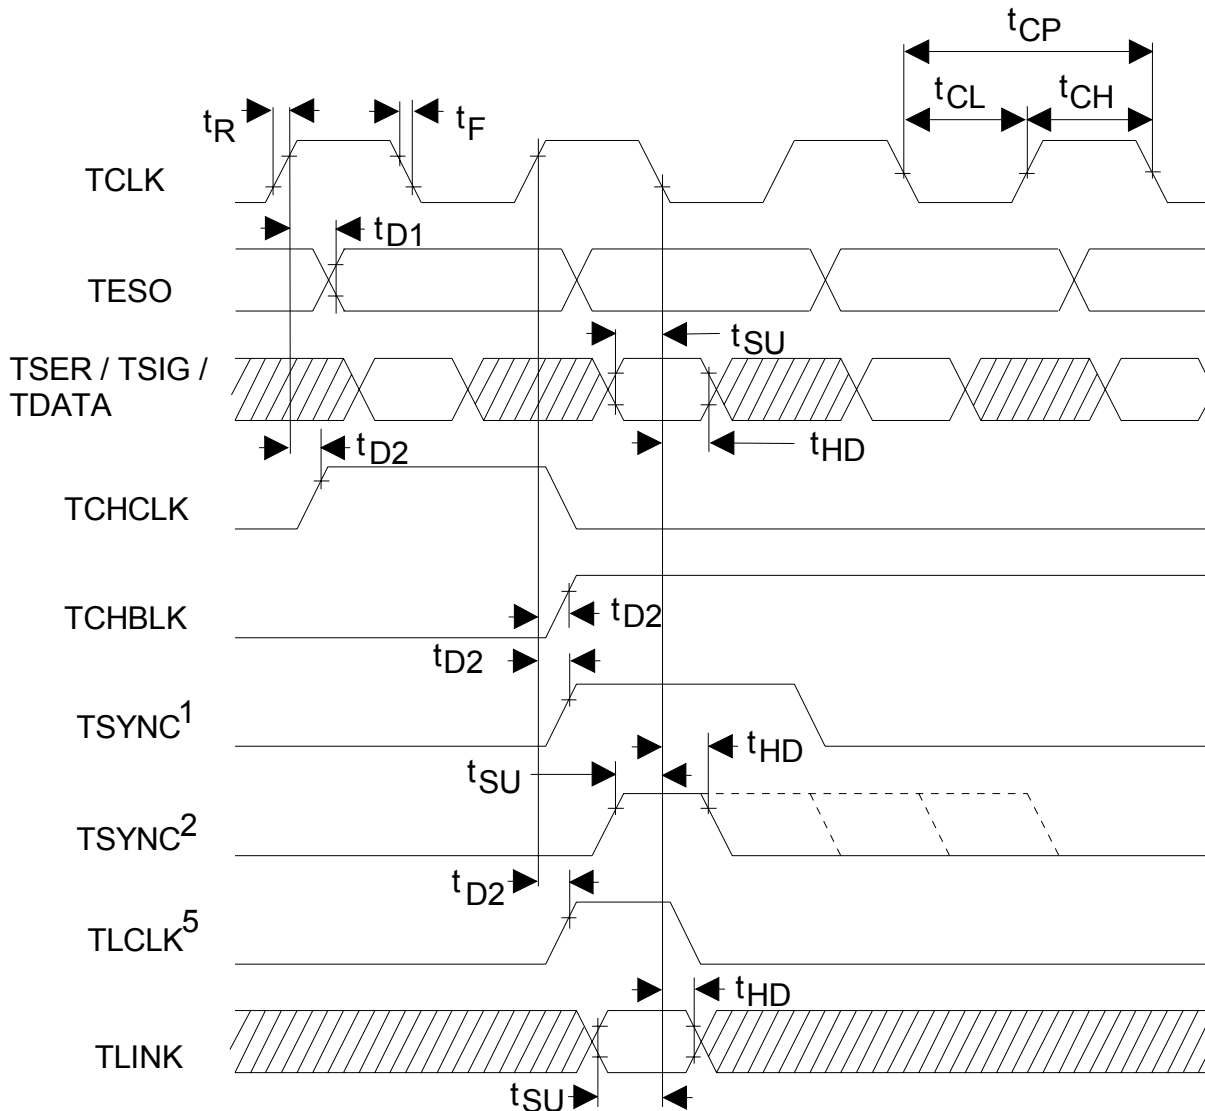 tCP
tCL tCH
tR tF
TCLK
tD1
TESO
tSU
TSER / TSIG /
TDATA
tHD
tD2
TCHCLK
TCHBLK
tD2
tD2
TSYNC1
tHD
tSU
TSYNC2
tD2
TLCLK5
tHD
TLINK
tSU